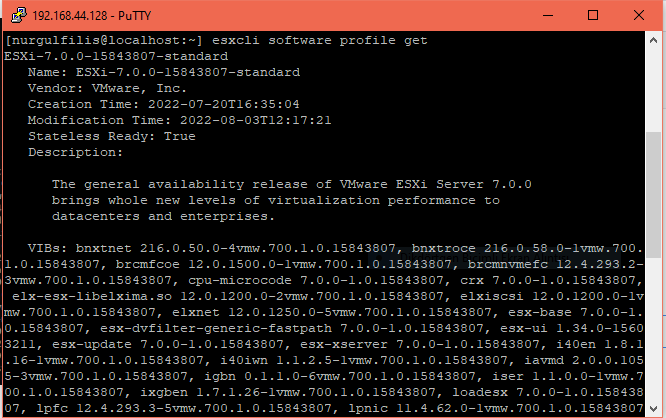 192.168.44.128 - PuTTY
[nurgulfilis@localhost:~] esxcli software profile get
ESXi-7.0.0-15843807-standard
Name: ESXi-7.0.0-15843807-standard
Vendor: VMware, Inc.
Creation Time: 2022-07-20T16:35:04
Modification Time: 2022-08-03T12:17:21
Stateless Ready: True
Description:
The general availability release of VMware ESXi Server 7.0.0
brings whole new levels of virtualization performance to
datacenters and enterprises.
VIBs: bnxtnet 216.0.50.0-4vmw.700.1.0.15843807, bnxtroce 216.0.58.0-1vmw.700.
1.0.15843807, brcmfcoe 12.0.1500.0-1vmw.700.1.0.15843807, brcmnvmefc 12.4.293.2-
3vmw.700.1.0.15843807, cpu-microcode 7.0.0-1.0.15843807, crx 7.0.0-1.0.15843807,
elx-esx-libelxima.so 12.0.1200.0-2vmw.700.1.0.15843807, elxiscsi 12.0.1200.0-1v
mw.700.1.0.15843807, elxnet 12.0.1250.0-5vmw.700.1.0.15843807, esx-base 7.0.0-1.
0.15843807, esx-dvfilter-generic-fastpath 7.0.0-1.0.15843807, esx-ui 1.34.0-1560
3211, esx-update 7.0.0-1.0.15843807, esx-xserver 7.0.0-1.0.15843807, i40en 1.8.1
.16-1vmw.700.1.0.15843807, i40iwn 1.1.2.5-1vmw.700.1.0.15843807, iavmd 2.0.0.105
5-3vmw.700.1.0.15843807, igbn 0.1.1.0-6vmw.700.1.0.15843807, iser 1.1.0.0-1vmw.7
00.1.0.15843807, ixgben 1.7.1.26-1vmw.700.1.0.15843807, loadesx 7.0.0-1.0.158438
07, lpfc 12.4.293.3-5vmw.700.1.0.15843807, lpnic 11.4.62.0-1vmw.700.1.0.15843807